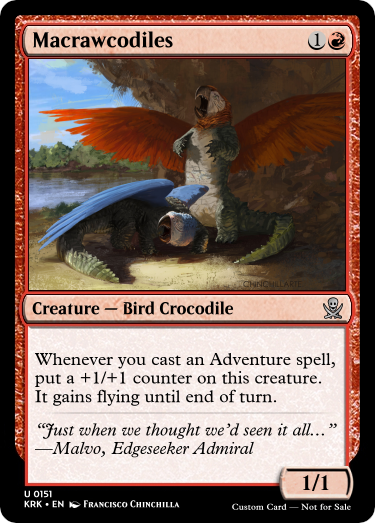 Macrawcodiles
1
CHINCHILLARTE
Creature — Bird Crocodile
Whenever you cast an Adventure spell,
put a +1/+1 counter on this creature.
It gains flying until end of turn.
“Just when we thought we’d seen it all…”
—Malvo, Edgeseeker Admiral
1/1
U 0151
KRK • EN Francisco Chinchilla
Custom Card — Not for Sale